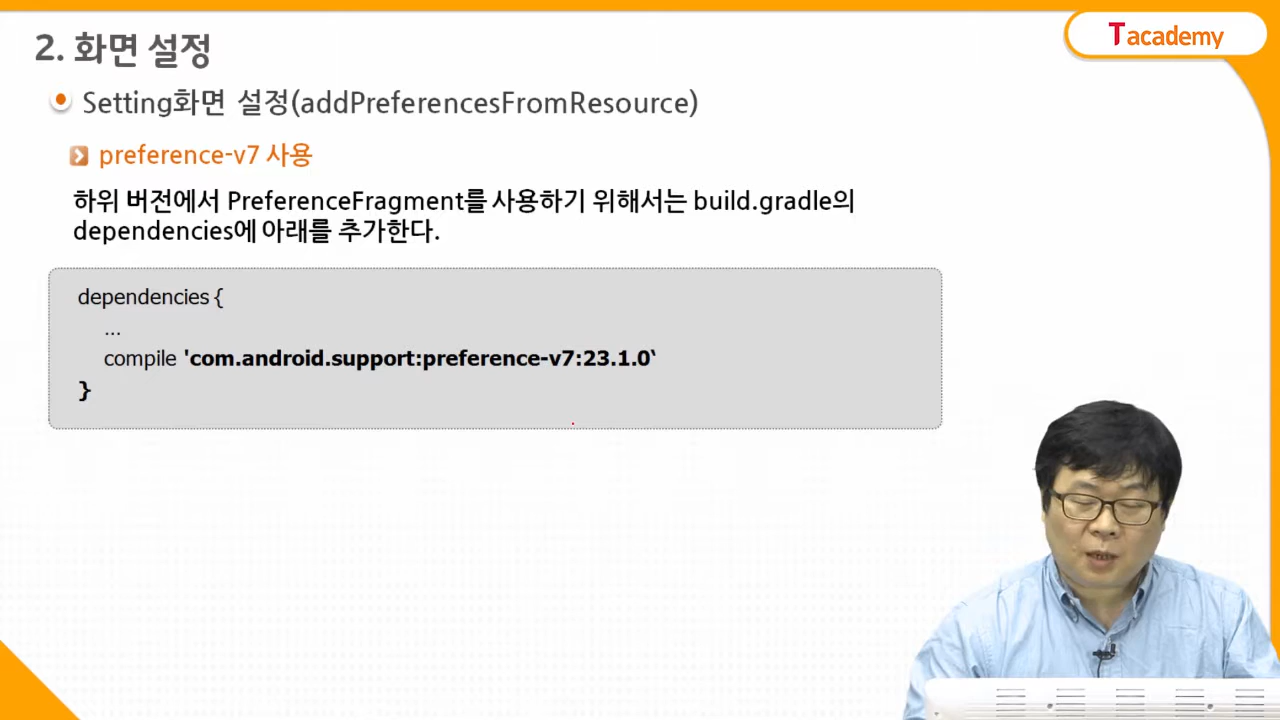 2. 화면 설정
Tacademy
Setting화면 설정(addPreferencesFromResource)
preference-v7 사용
하위 버전에서 PreferenceFragment를 사용하기 위해서는 build.gradle의
dependencies에 아래를 추가한다.
dependencies {
...
compile 'com.android.support:preference-v7:23.1.0‘
}